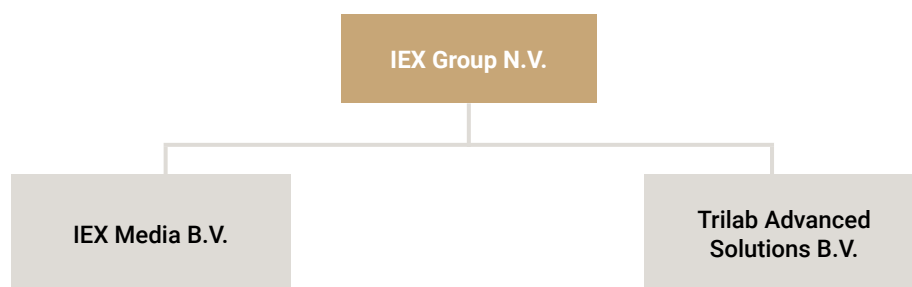 IEX Group N.V.
IEX Media B.V.
Trilab Advanced
Solutions B.V.